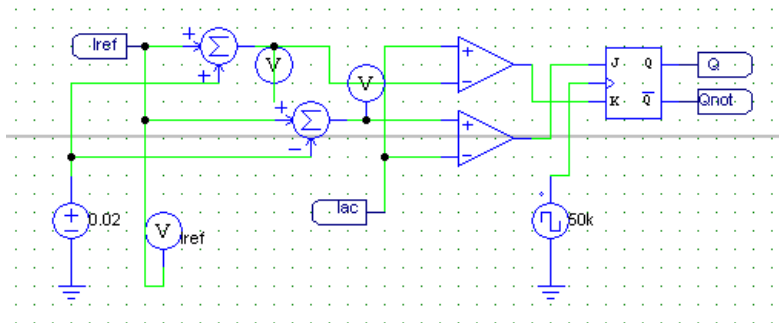 Iref
+
Σ
+
V
V
+
Σ
−
+
−
+
−
J Q
K Q
Q
Qnot
Iac
+
−
0.02
V
Iref
50k